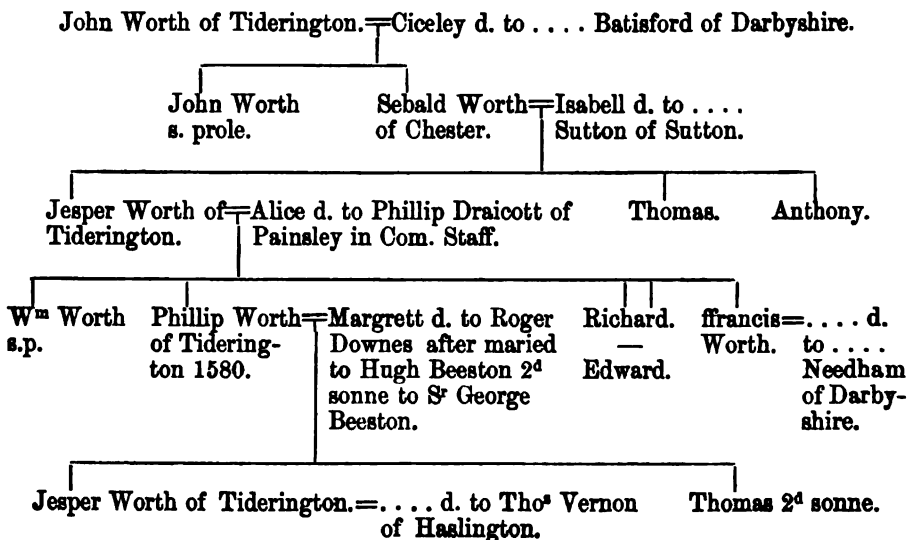 John Worth of Tiderington.=Ciceley d. to . . . . Batisford of Darbyshire.
John Worth
s. prole.
Sebald Worth=Isabell d. to . . . .
of Chester. Sutton of Sutton.
Jesper Worth of=Alice d. to Phillip Draicott of
Tiderington. Painsley in Com. Staff.
Thomas.
Anthony.
Wᵐ Worth
s.p.
Phillip Worth=Margrett d. to Roger
of Tidering- Downes after maried
ton 1580. to Hugh Beeston 2ᵈ
sonne to Sʳ George
Beeston.
Richard.
—
Edward.
ffrancis=. . . . d.
Worth. to . . . .
Needham
of Darby-
shire.
Jesper Worth of Tiderington.=. . . . d. to Thoˢ Vernon
of Haslington.
Thomas 2ᵈ sonne.